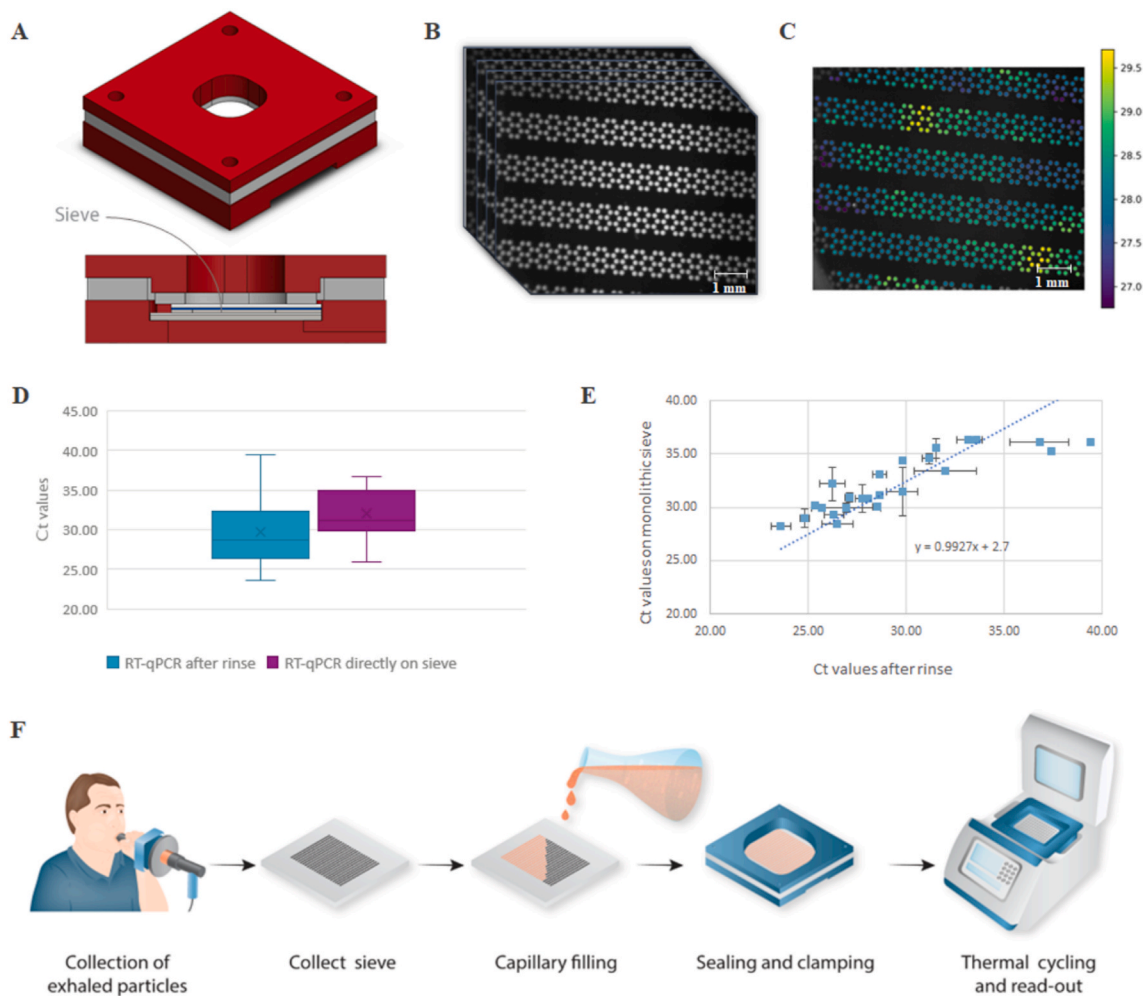 A
Sieve
B
1 mm
C
1 mm
29.5
29.0
28.5
28.0
27.5
27.0
D
Ct values
45.00
40.00
35.00
30.00
25.00
20.00
RT-qPCR after rinse
RT-qPCR directly on sieve
E
Ct values on monolithic sieve
40.00
35.00
30.00
25.00
20.00
y = 0.9927x + 2.7
20.00 25.00 30.00 35.00 40.00
Ct values after rinse
F
Collection of
exhaled particles
Collect sieve
Capillary filling
Sealing and clamping
Thermal cycling
and read-out